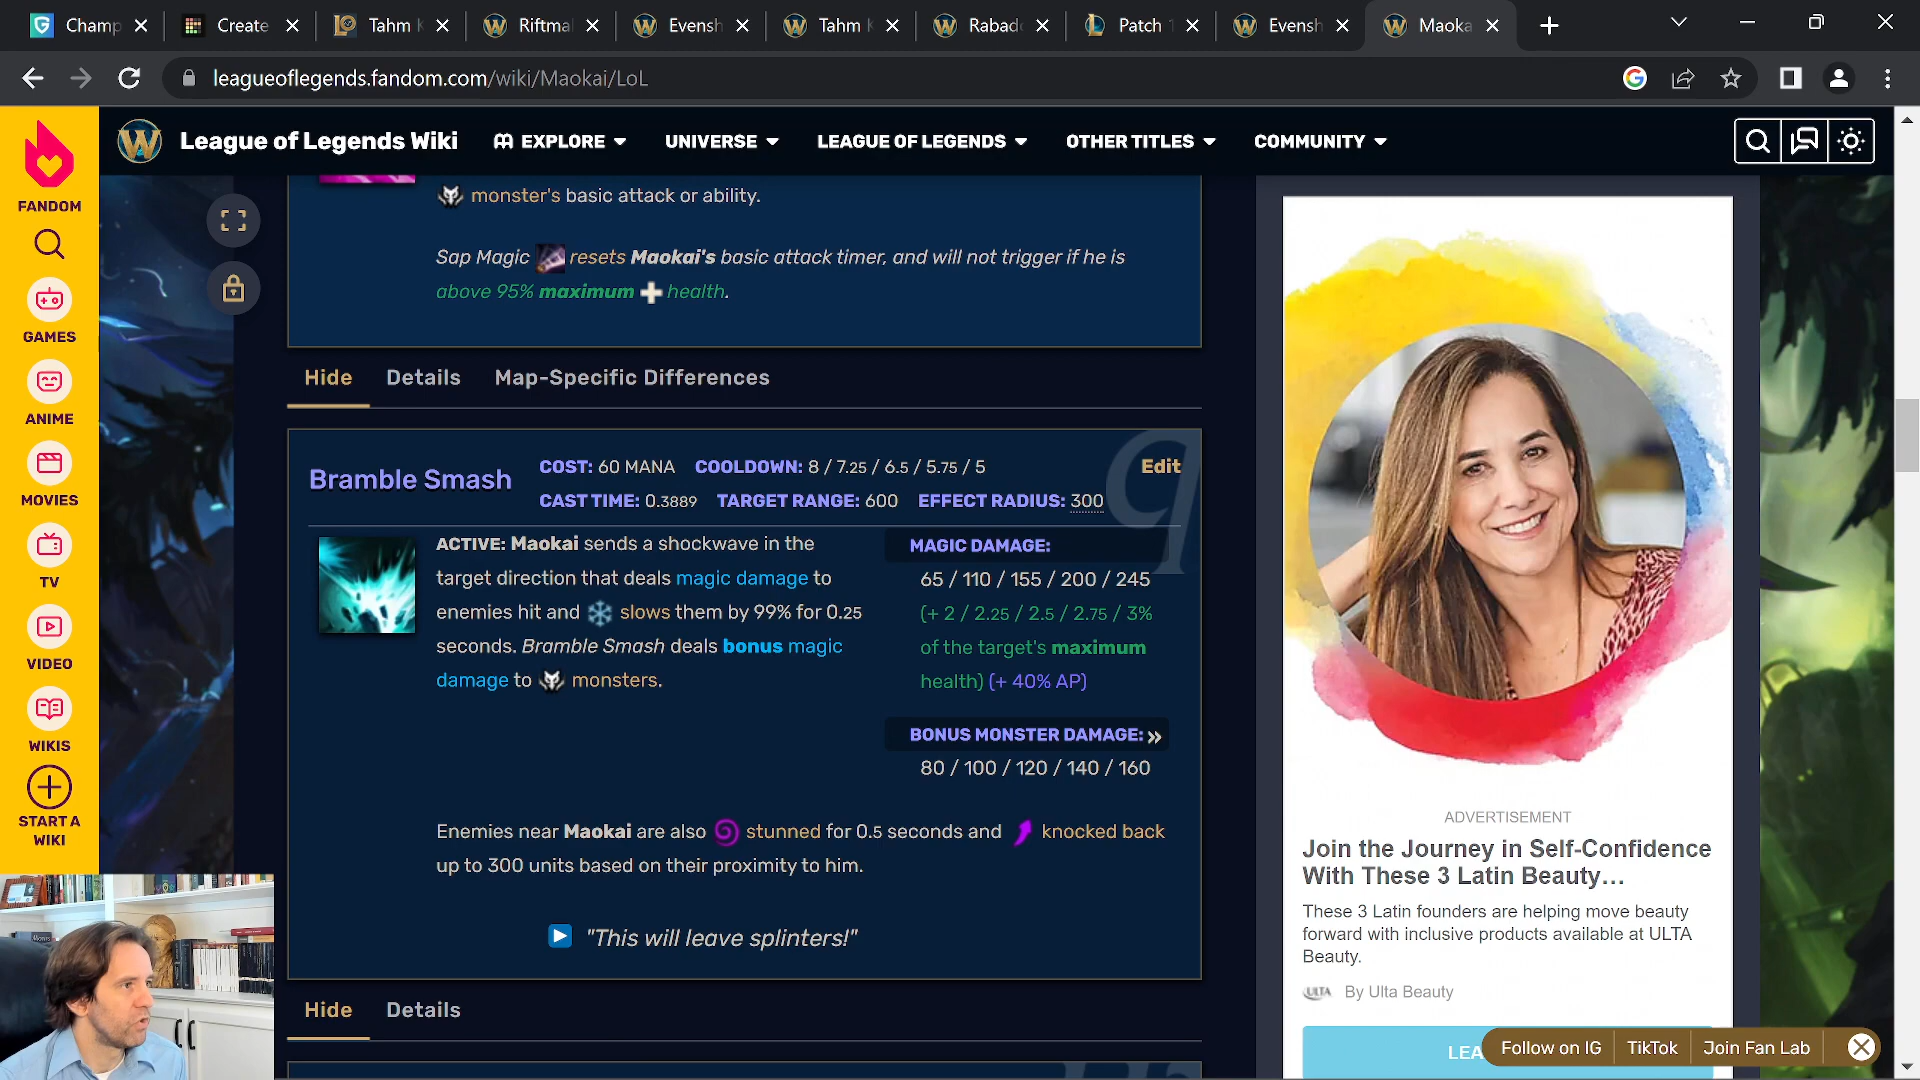 Champ
Create
Tahm
Riftma
Evensh
Tahm
Rabad
Patch
Evensh
Maoka
leagueoflegends.fandom.com/wiki/Maokai/LoL
League of Legends Wiki
EXPLORE
UNIVERSE
LEAGUE OF LEGENDS
OTHER TITLES
COMMUNITY
FANDOM
GAMES
ANIME
MOVIES
TV
VIDEO
WIKIS
START A
WIKI
monster's basic attack or ability.
Sap Magic resets Maokai's basic attack timer, and will not trigger if he is
above 95% maximum health.
Hide Details Map-Specific Differences
Bramble Smash
COST: 60 MANA COOLDOWN: 8 / 7.25 / 6.5 / 5.75 / 5
Edit
CAST TIME: 0.3889 TARGET RANGE: 600 EFFECT RADIUS: 300
q
ACTIVE: Maokai sends a shockwave in the
target direction that deals magic damage to
enemies hit and slows them by 99% for 0.25
seconds. Bramble Smash deals bonus magic
damage to monsters.
MAGIC DAMAGE:
65 / 110 / 155 / 200 / 245
(+ 2 / 2.25 / 2.5 / 2.75 / 3%
of the target's maximum
health) (+ 40% AP)
BONUS MONSTER DAMAGE: »
80 / 100 / 120 / 140 / 160
Enemies near Maokai are also stunned for 0.5 seconds and knocked back
up to 300 units based on their proximity to him.
"This will leave splinters!"
Hide Details
ADVERTISEMENT
Join the Journey in Self-Confidence
With These 3 Latin Beauty...
These 3 Latin founders are helping move beauty
forward with inclusive products available at ULTA
Beauty.
ULTA By Ulta Beauty
LEA
Follow on IG TikTok Join Fan Lab